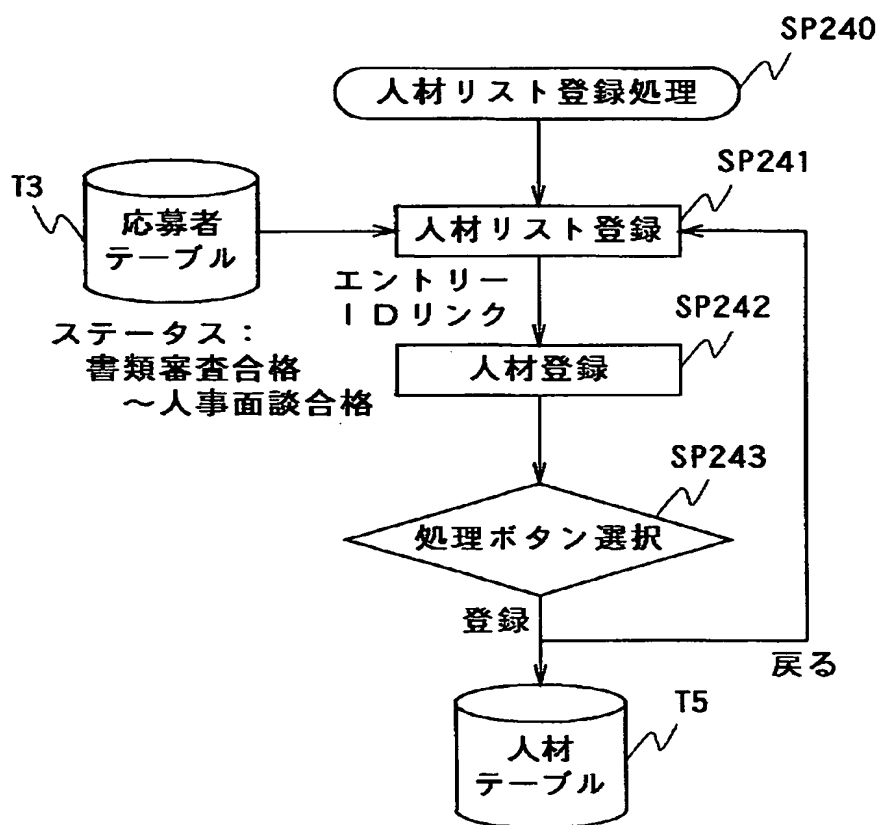 SP240
人材リスト登録処理
SP241
T3
応募者
テーブル
人材リスト登録
エントリー
IDリンク
ステータス：
書類審査合格
～人事面談合格
SP242
人材登録
SP243
処理ボタン選択
登録
戻る
T5
人材
テーブル